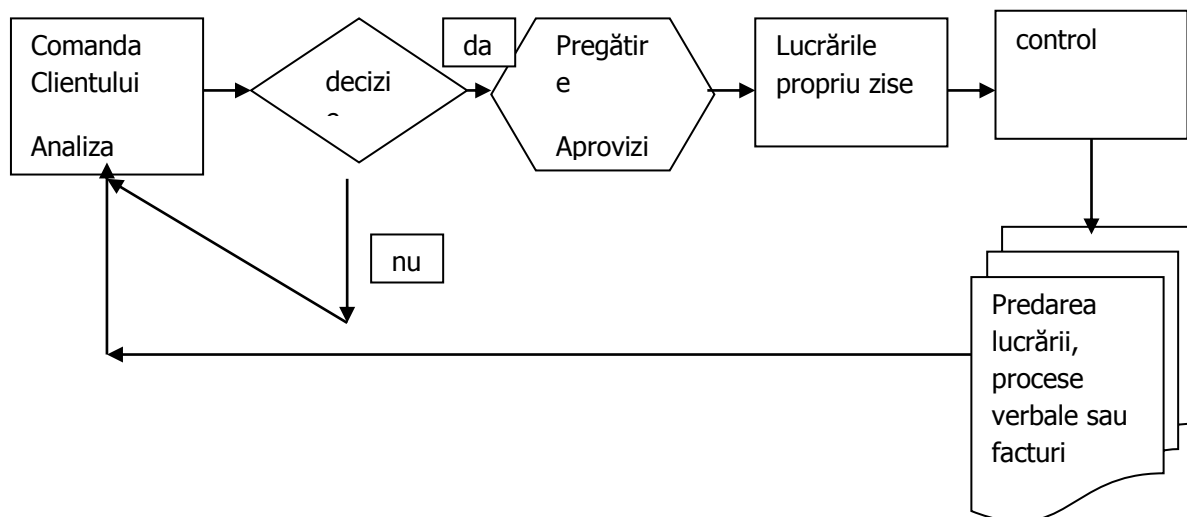 Comanda
Clientului
Analiza
decizi
da
Pregătir
e
Aprovizi
Lucrările
propriu zise
control
nu
Predarea
lucrării,
procese
verbale sau
facturi